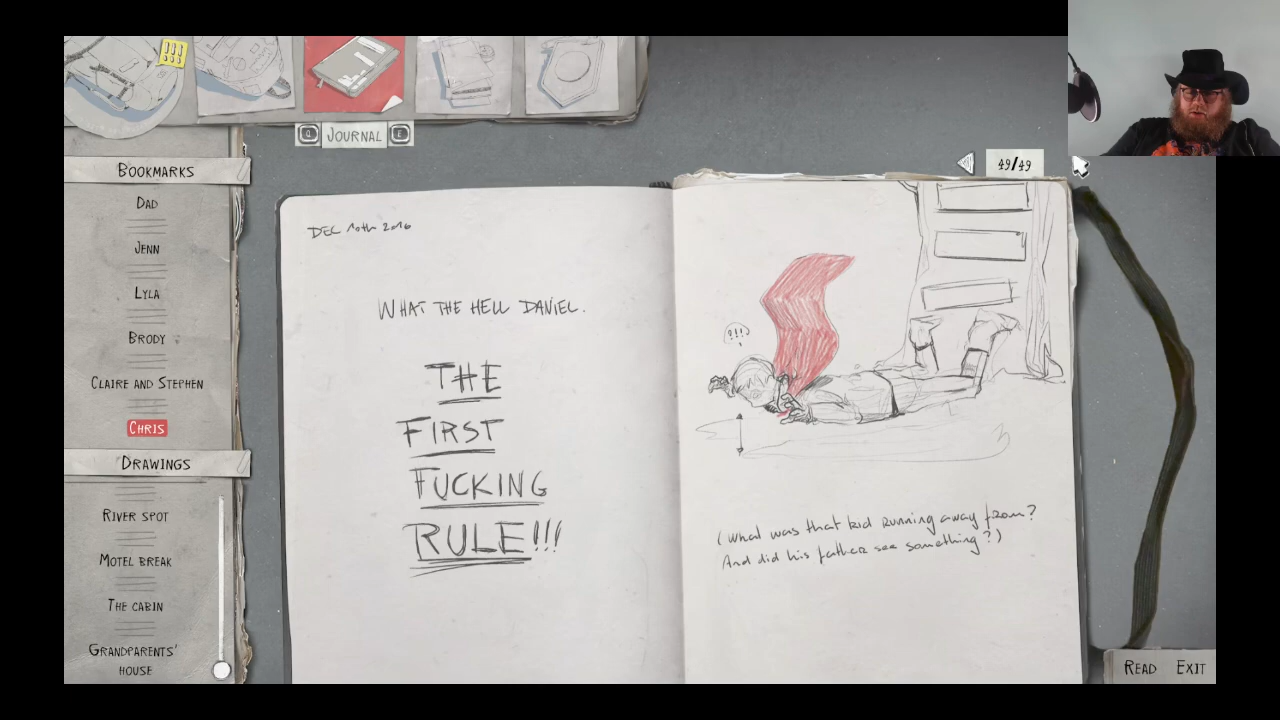 JOURNAL
BOOKMARKS
DAD
JENN
LYLA
BRODY
CLAIRE AND STEPHEN
CHRIS
DRAWINGS
RIVER SPOT
MOTEL BREAK
THE CABIN
GRANDPARENTS'
HOUSE
DEC 10th 2016
WHAT THE HELL DANIEL.
THE
FIRST
FUCKING
RULE!!!
49/49
?!!
(What was that kid running away from?
And did his father see something?)
READ EXIT